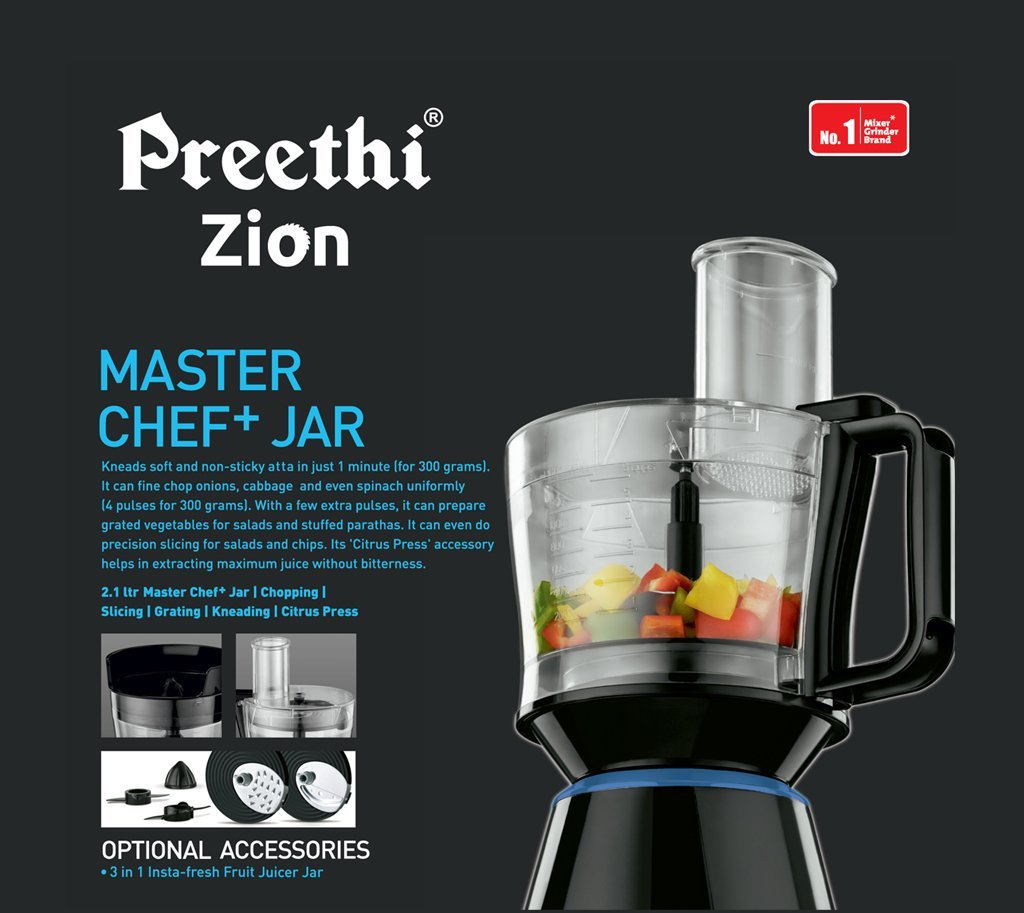 Preethi®
Zion
No. 1 Mixer*
Grinder
Brand
MASTER
CHEF+ JAR
Kneads soft and non-sticky atta in just 1 minute (for 300 grams).
It can fine chop onions, cabbage and even spinach uniformly
(4 pulses for 300 grams). With a few extra pulses, it can prepare
grated vegetables for salads and stuffed parathas. It can even do
precision slicing for salads and chips. Its 'Citrus Press' accessory
helps in extracting maximum juice without bitterness.
2.1 ltr Master Chef+ Jar | Chopping |
Slicing | Grating | Kneading | Citrus Press
OPTIONAL ACCESSORIES
• 3 in 1 Insta-fresh Fruit Juicer Jar